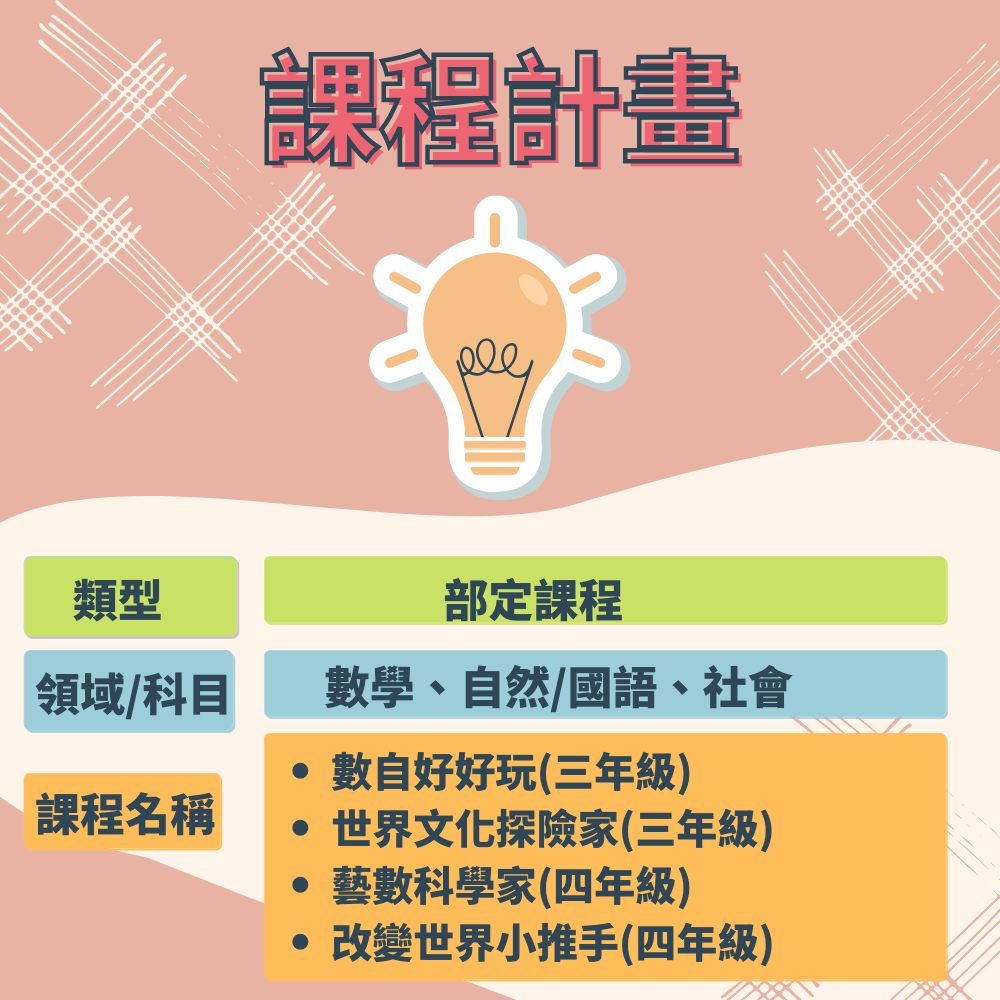 課程計畫
類型
部定課程
領域/科目
數學、自然/國語、社會
課程名稱
• 數自好好玩(三年級)
• 世界文化探險家(三年級)
• 藝數科學家(四年級)
• 改變世界小推手(四年級)